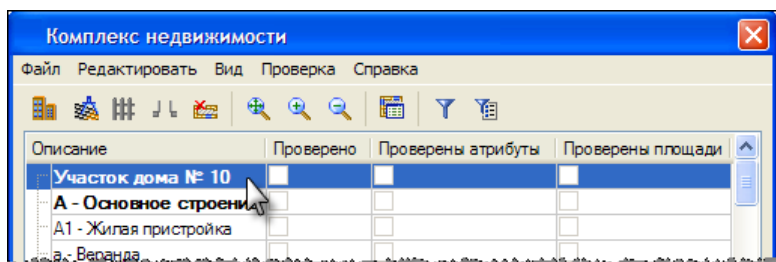 Комплекс недвижимости
Файл Редактировать Вид Проверка Справка
Описание Проверено Проверены атрибуты Проверены площади
Участок дома № 10
А - Основное строение
А1 - Жилая пристройка
а - Веранда